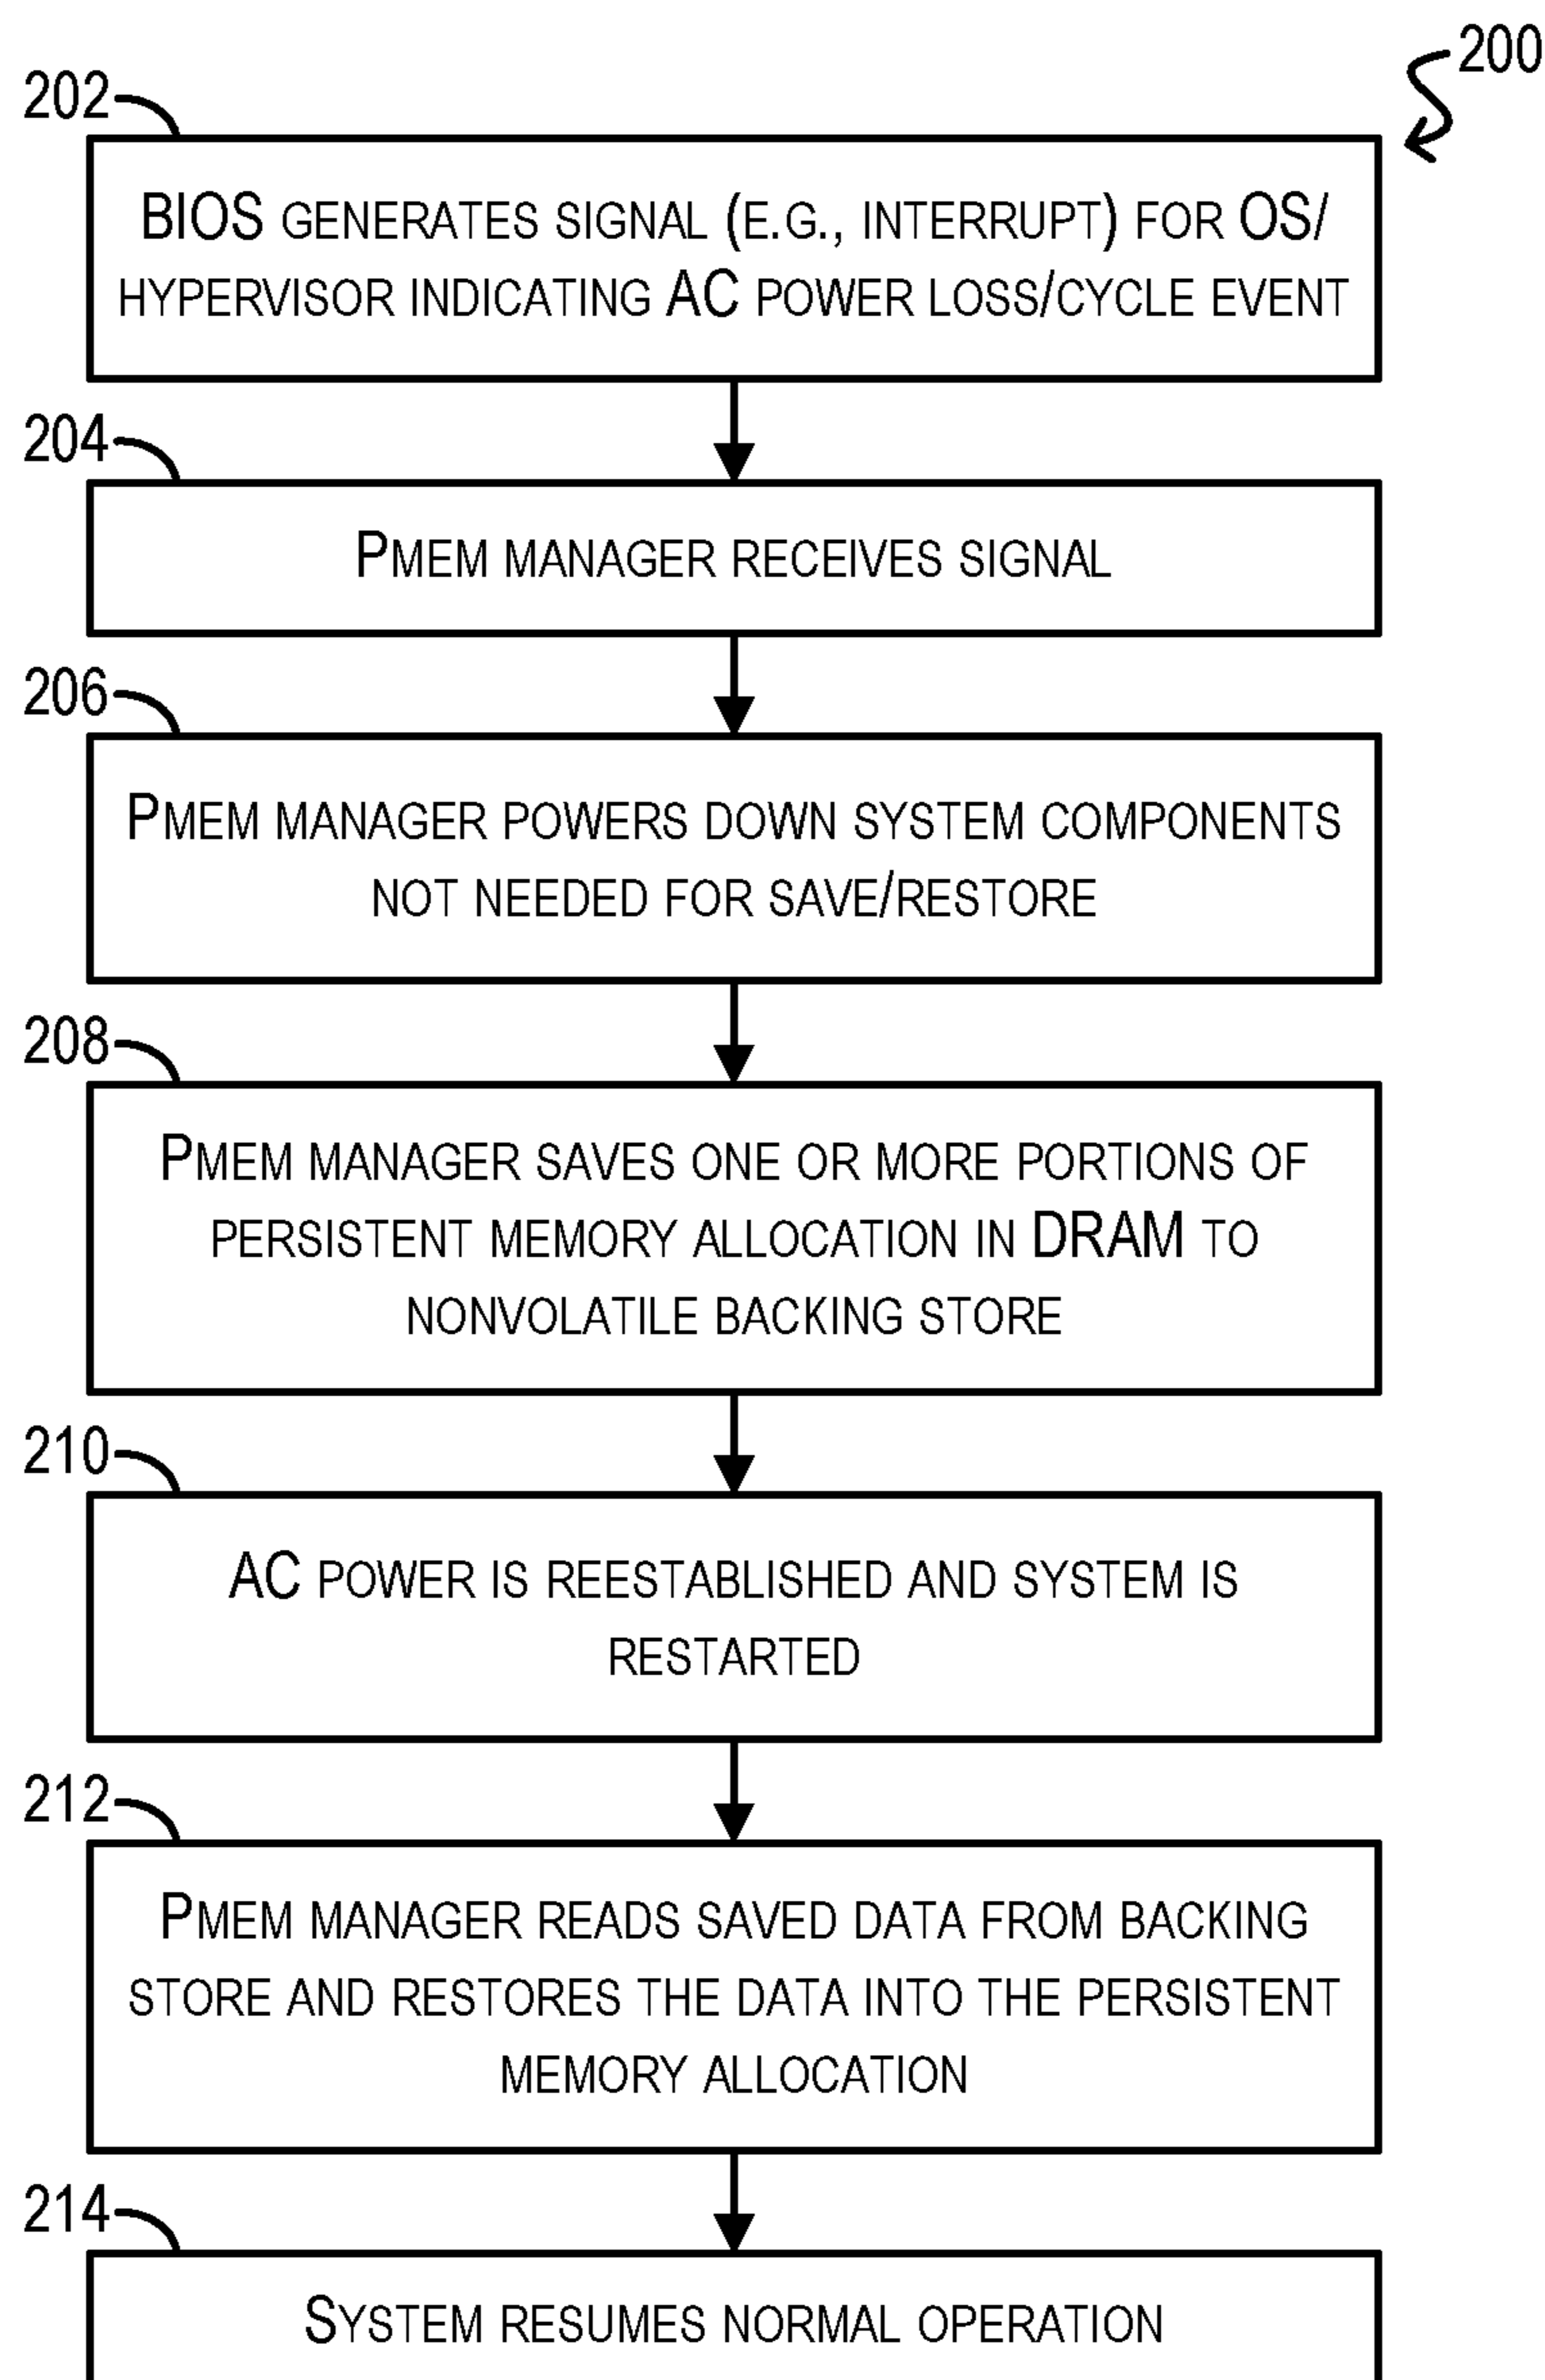 200
202
BIOS GENERATES SIGNAL (E.G., INTERRUPT) FOR OS/
HYPERVISOR INDICATING AC POWER LOSS/CYCLE EVENT
204
PMEM MANAGER RECEIVES SIGNAL
206
PMEM MANAGER POWERS DOWN SYSTEM COMPONENTS
NOT NEEDED FOR SAVE/RESTORE
208
PMEM MANAGER SAVES ONE OR MORE PORTIONS OF
PERSISTENT MEMORY ALLOCATION IN DRAM TO
NONVOLATILE BACKING STORE
210
AC POWER IS REESTABLISHED AND SYSTEM IS
RESTARTED
212
PMEM MANAGER READS SAVED DATA FROM BACKING
STORE AND RESTORES THE DATA INTO THE PERSISTENT
MEMORY ALLOCATION
214
SYSTEM RESUMES NORMAL OPERATION